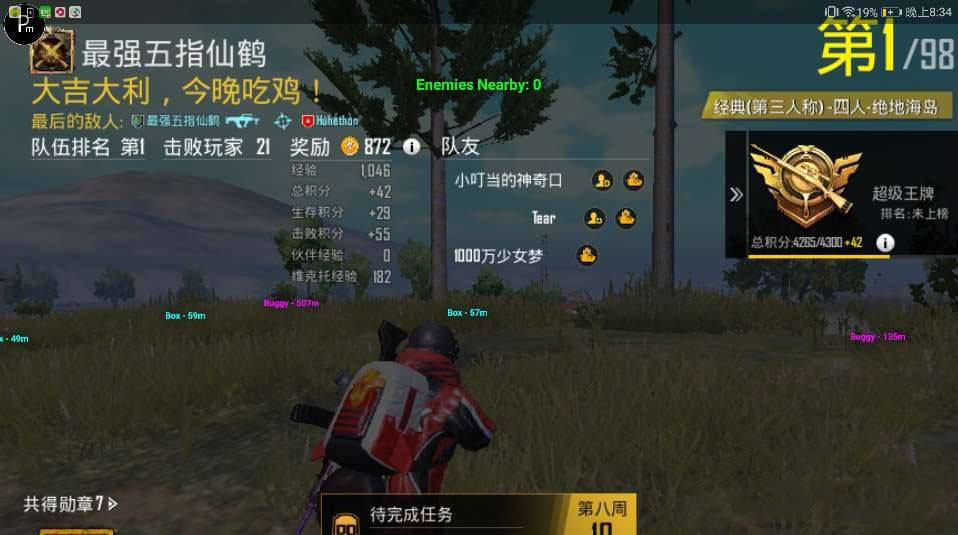 Pm
19%
晚上8:34
最强五指仙鹤
第1/98
大吉大利，今晚吃鸡！
Enemies Nearby: 0
经典(第三人称)-四人-绝地海岛
最后的敌人: 最强五指仙鹤 Huháthàn
队伍排名 第1 击败玩家 21 奖励 872 队友
经验 1,046
总积分 +42
生存积分 +29
击败积分 +55
伙伴经验 0
维克托经验 182
小叮当的神奇口
Tear
1000万少女梦
超级王牌
排名:未上榜
总积分:4265/4300 +42
Buggy - 507m
Box - 59m
Box - 57m
x - 49m
Buggy - 135m
共得勋章7
待完成任务
第八周
10